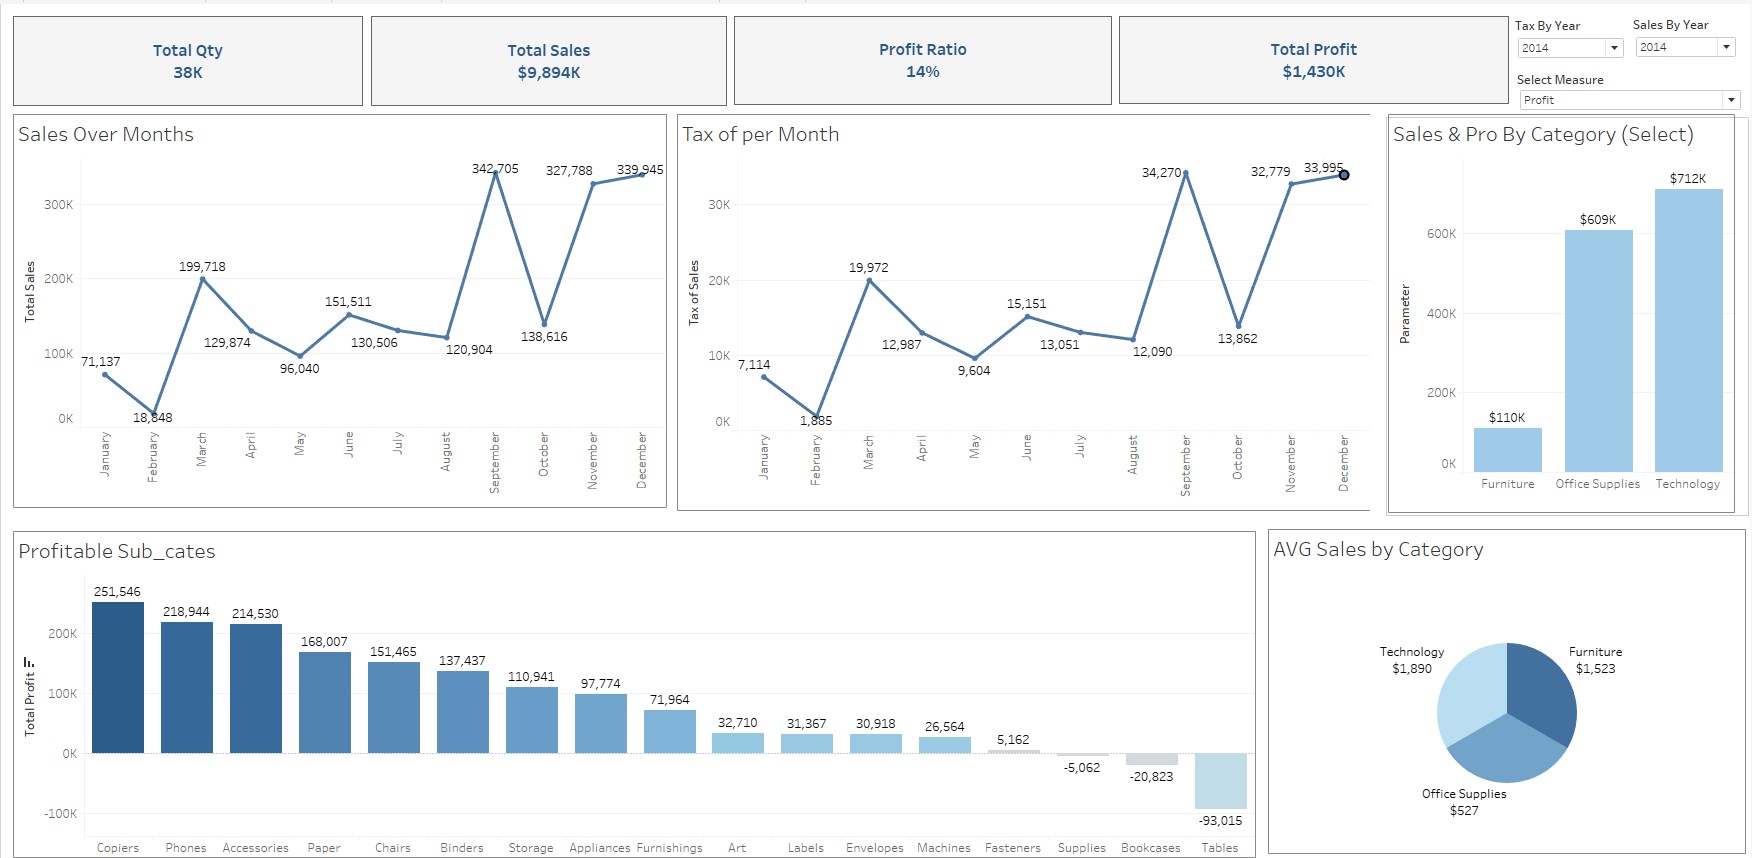 Total Qty
38K
Total Sales
$9,894K
Profit Ratio
14%
Total Profit
$1,430K
Tax By Year
2014
Sales By Year
2014
Select Measure
Profit
Sales Over Months
Total Sales
300K
200K
100K
0K
71,137
18,848
199,718
129,874
96,040
151,511
130,506
120,904
342,705
138,616
327,788
339,945
January
February
March
April
May
June
July
August
September
October
November
December
Tax of per Month
Tax of Sales
30K
20K
10K
0K
7,114
1,885
19,972
12,987
9,604
15,151
13,051
12,090
34,270
13,862
32,779
33,995
January
February
March
April
May
June
July
August
September
October
November
December
Sales & Pro By Category (Select)
Parameter
600K
400K
200K
0K
$110K
$609K
$712K
Furniture
Office Supplies
Technology
Profitable Sub_cates
Total Profit
200K
100K
0K
-100K
251,546
218,944
214,530
168,007
151,465
137,437
110,941
97,774
71,964
32,710
31,367
30,918
26,564
5,162
-5,062
-20,823
-93,015
Copiers
Phones
Accessories
Paper
Chairs
Binders
Storage
Appliances
Furnishings
Art
Labels
Envelopes
Machines
Fasteners
Supplies
Bookcases
Tables
AVG Sales by Category
Technology
$1,890
Furniture
$1,523
Office Supplies
$527